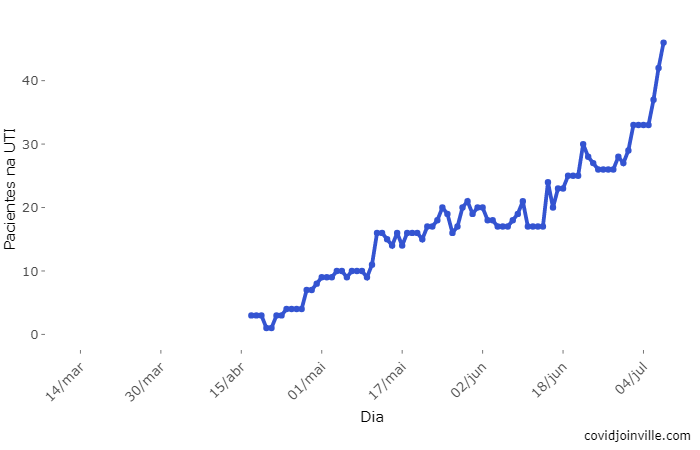 40
30
20
10
0
Pacientes na UTI
14/mar
30/mar
15/abr
01/mai
17/mai
02/jun
18/jun
04/jul
Dia
covidjoinville.com